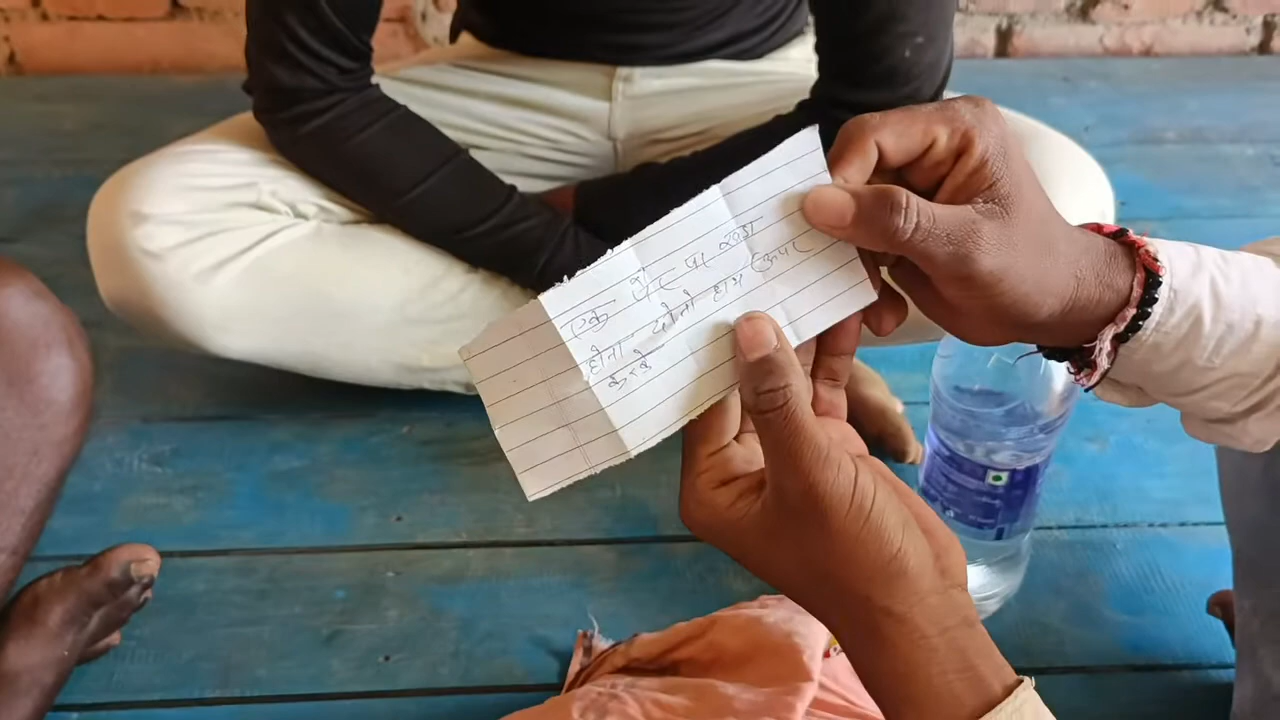 एक पैर पर खडा
होना दोनो हाथ ऊपर
करके